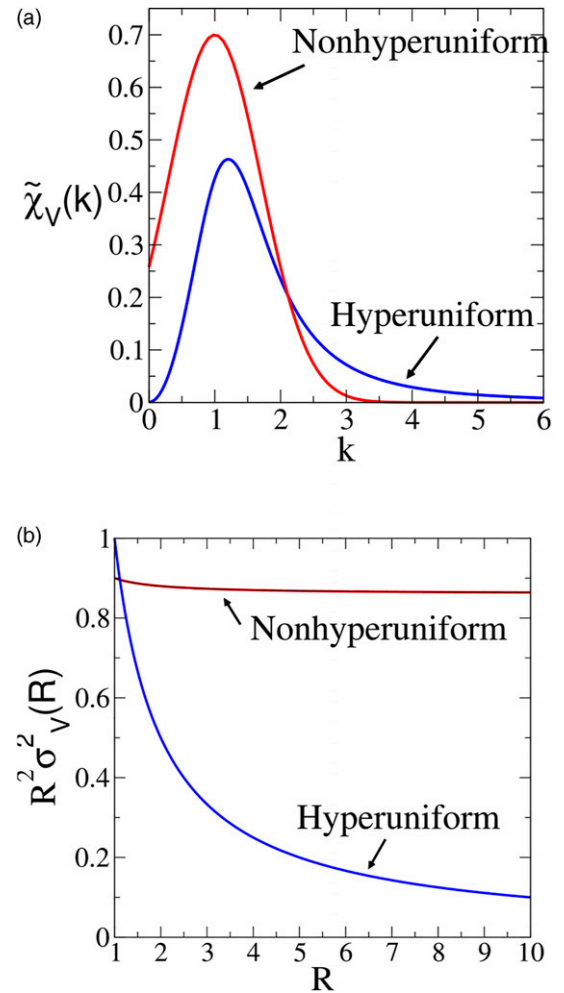 (a)
Nonhyperuniform
0.7
0.6
0.5
0.4
0.3
0.2
0.1
0
χ̃_V(k)
Hyperuniform
0 1 2 3 4 5 6
k
(b)
1
0.8
0.6
0.4
0.2
0
R²σ²_V(R)
Nonhyperuniform
Hyperuniform
1 2 3 4 5 6 7 8 9 10
R